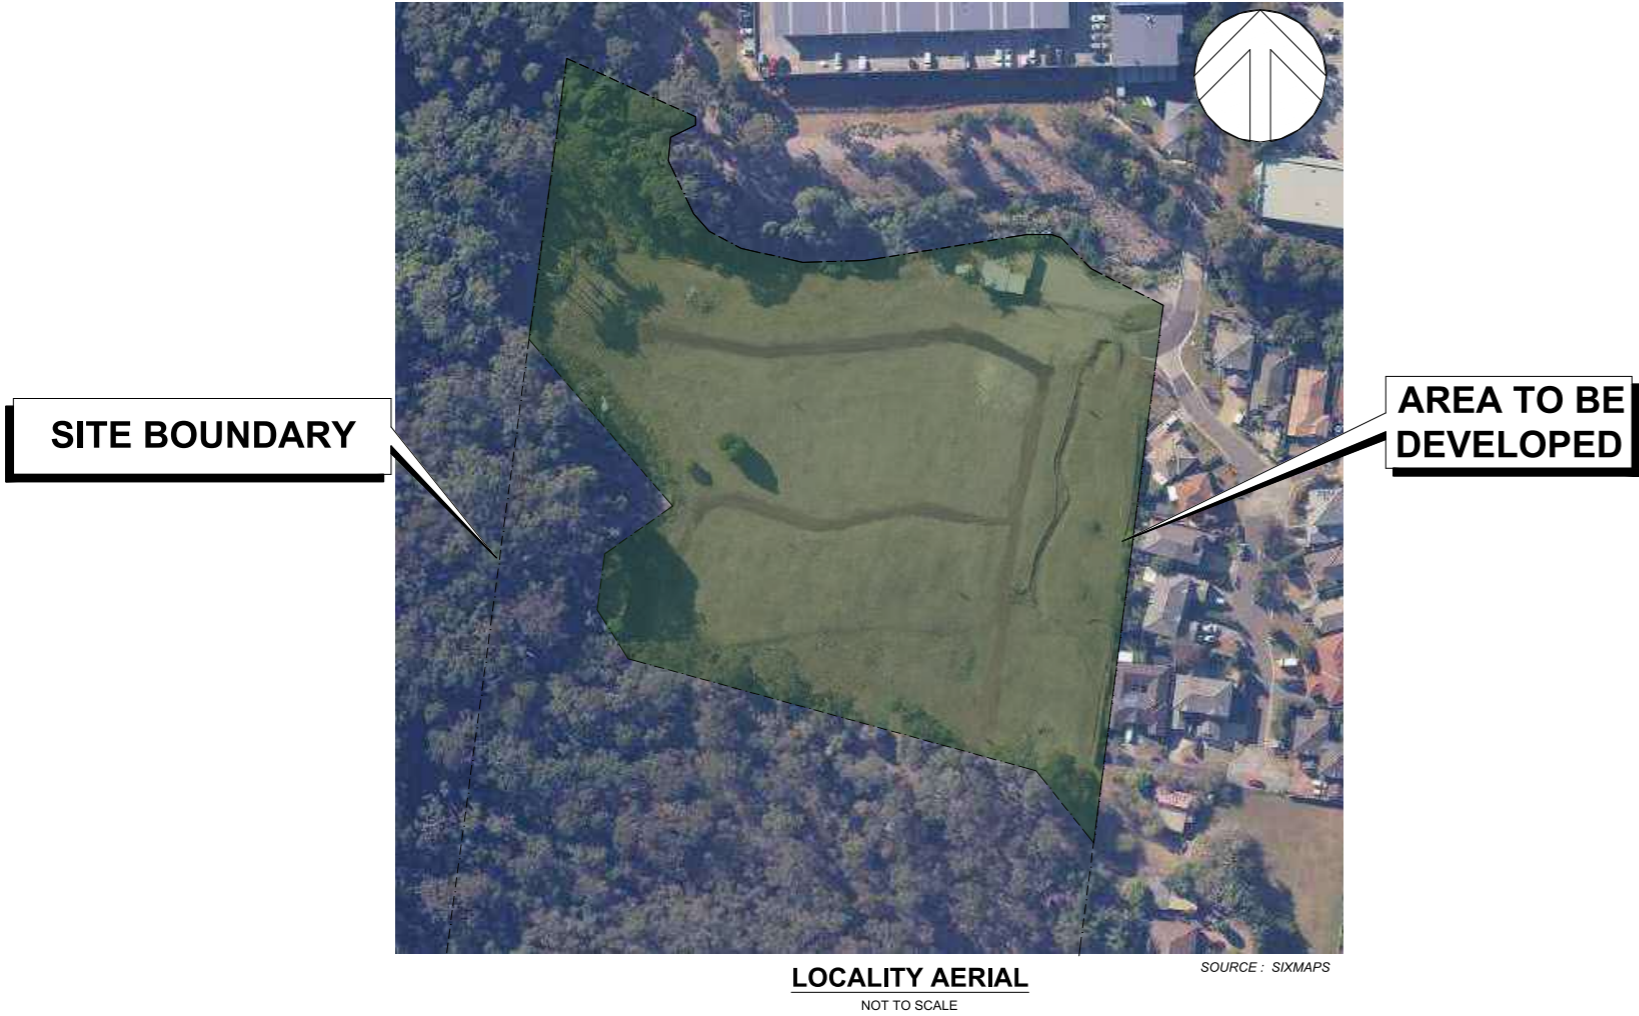 SITE BOUNDARY
AREA TO BE
DEVELOPED
LOCALITY AERIAL
SOURCE : SIXMAPS
NOT TO SCALE